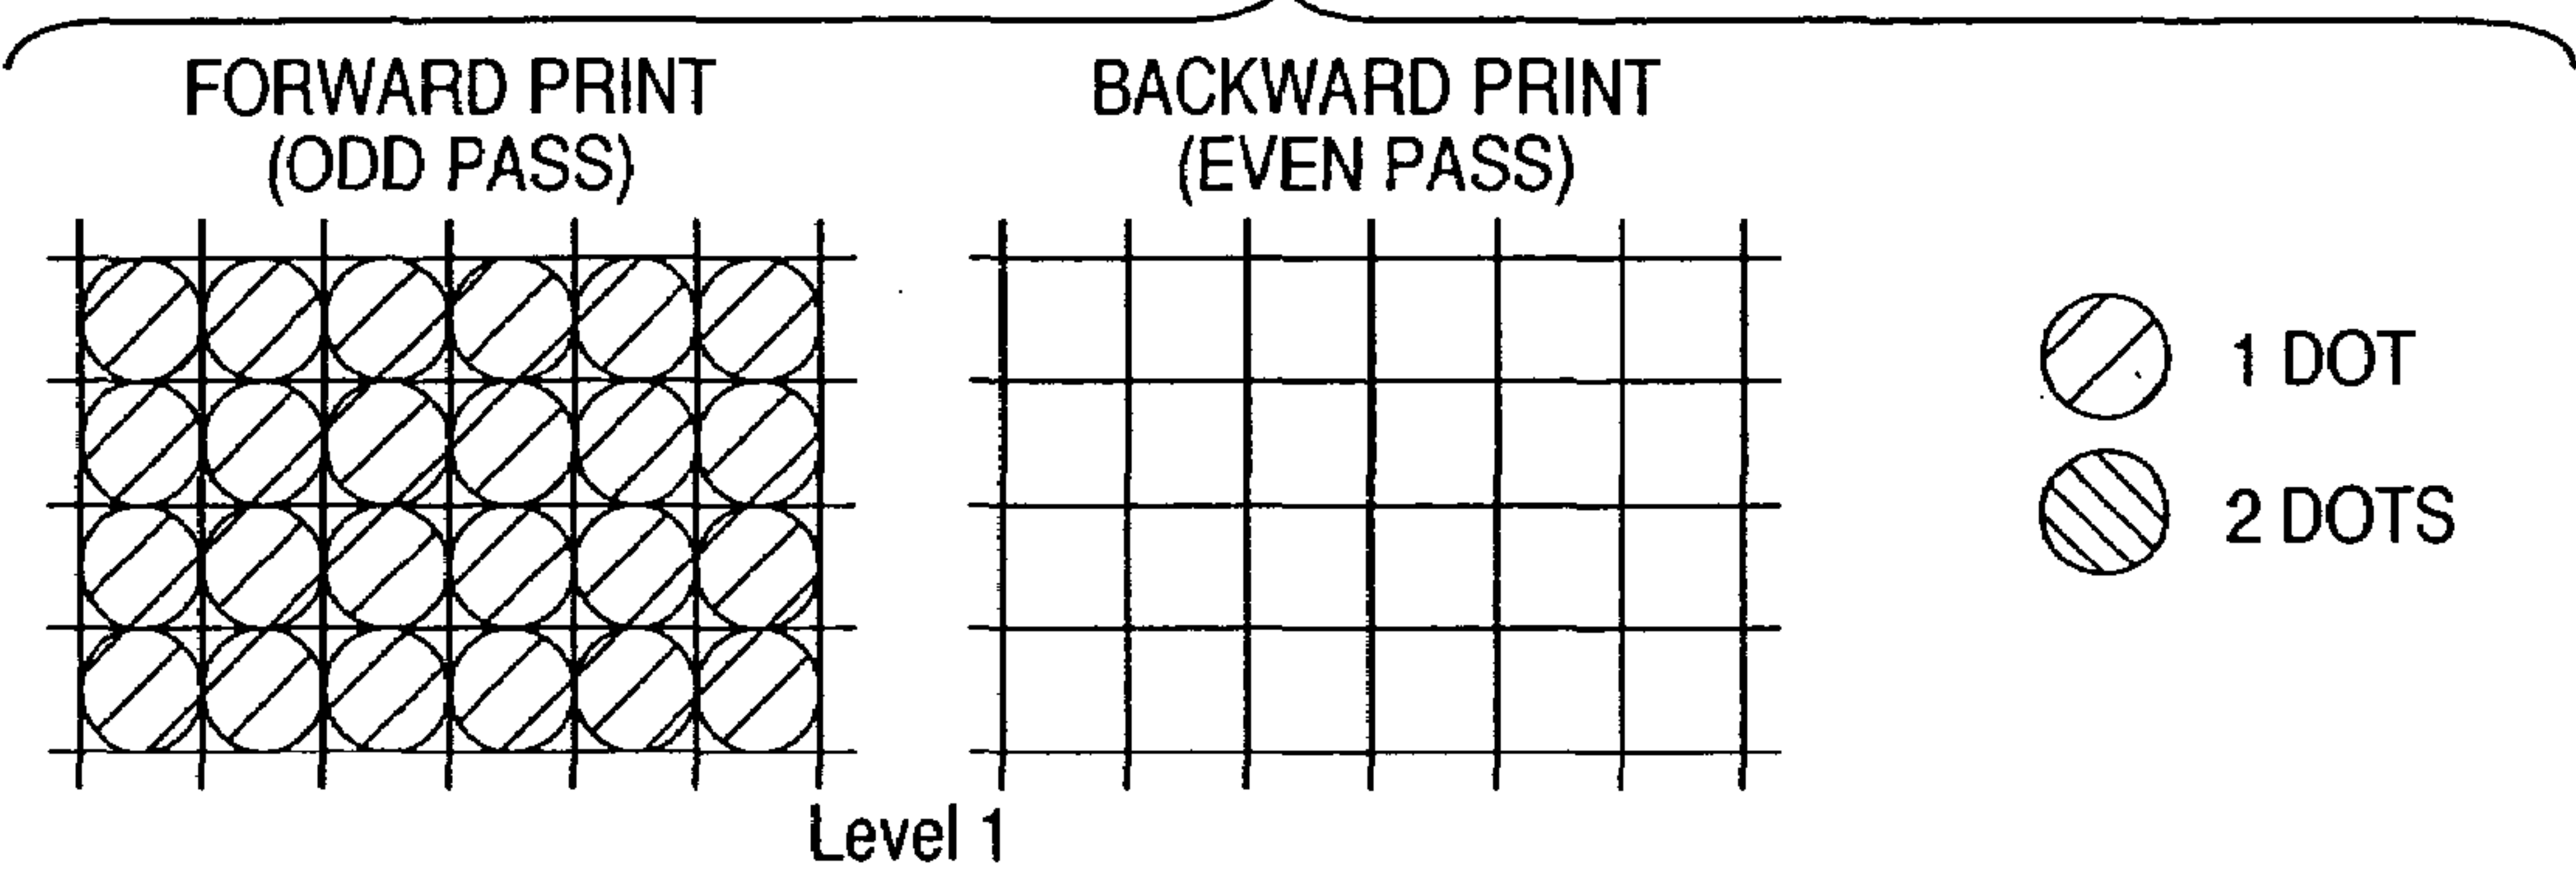 FORWARD PRINT
(ODD PASS)
BACKWARD PRINT
(EVEN PASS)
1 DOT
2 DOTS
Level 1